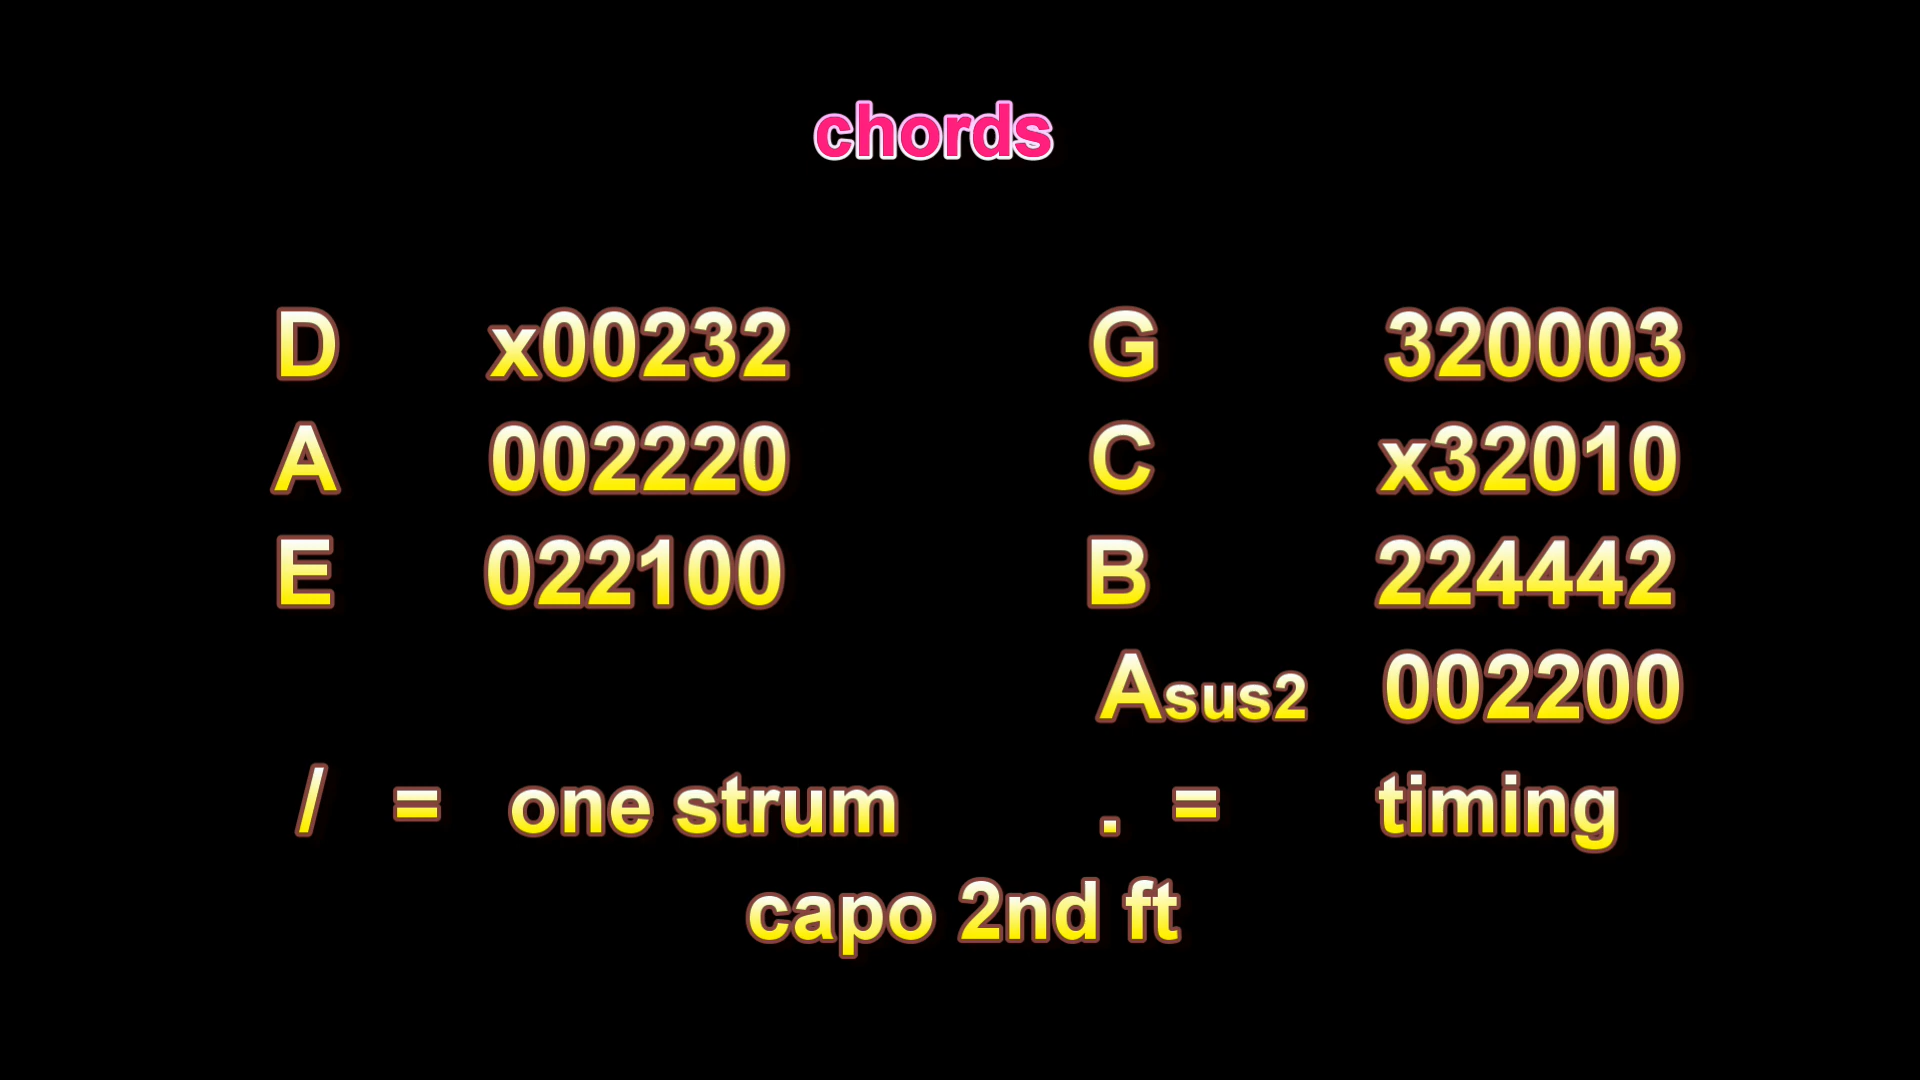 chords
D x00232 G 320003
A 002220 C x32010
E 022100 B 224442
Asus2 002200
/ = one strum . = timing
capo 2nd ft